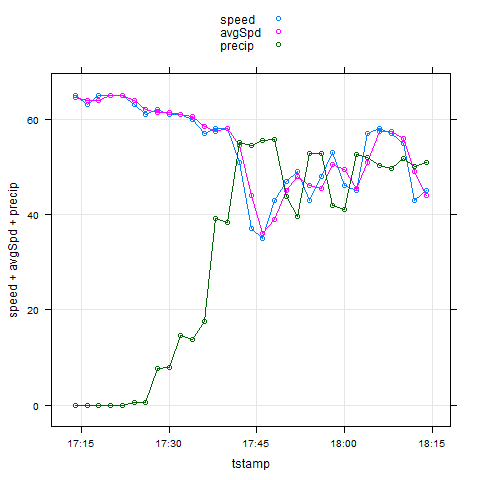 speed
avgSpd
precip
60
40
20
0
speed + avgSpd + precip
17:15 17:30 17:45 18:00 18:15
tstamp